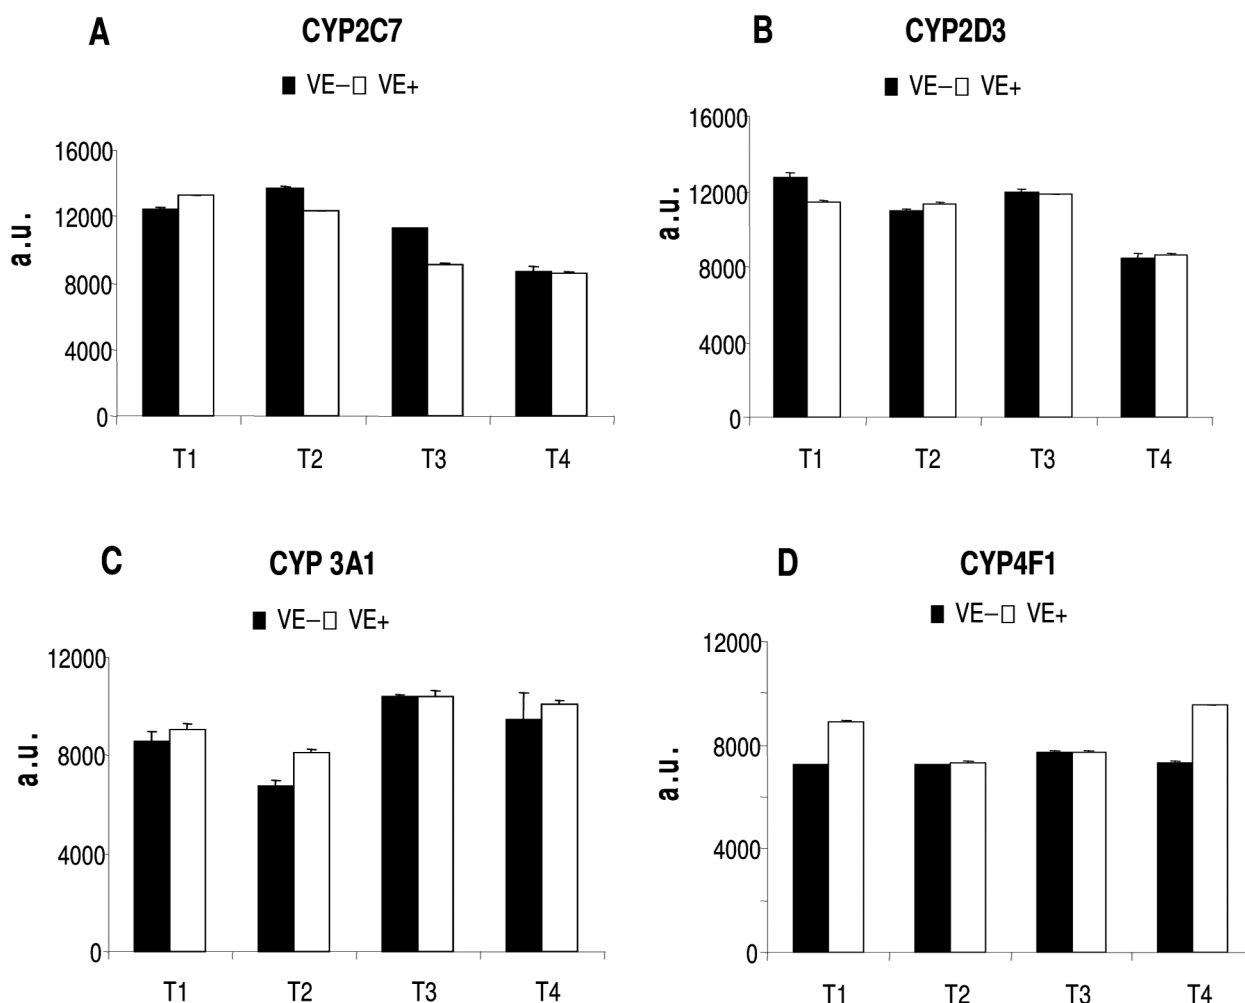 A CYP2C7
VE– VE+
16000
12000
8000
4000
0
a.u.
T1 T2 T3 T4
B CYP2D3
VE– VE+
16000
12000
8000
4000
0
a.u.
T1 T2 T3 T4
C CYP 3A1
VE– VE+
12000
8000
4000
0
a.u.
T1 T2 T3 T4
D CYP4F1
VE– VE+
12000
8000
4000
0
a.u.
T1 T2 T3 T4